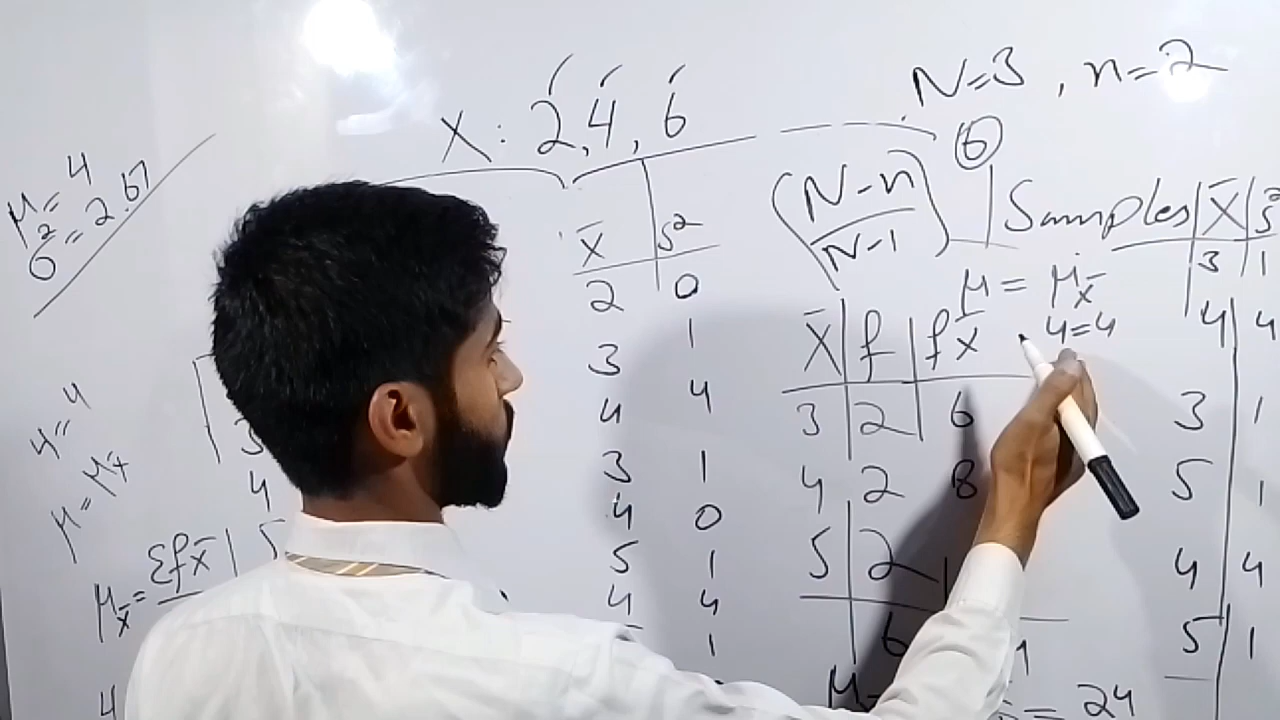 N=3 , n=2
X : 2, 4, 6
μ = 4
σ² = 2.67
6
(N-n / N-1)
Samples | X̄ | S²
3 | 1
4 | 4
3 | 1
5 | 1
4 | 4
5 | 1
X̄ | S²
2 | 0
3 | 1
4 | 4
3 | 1
4 | 0
5 | 1
4 | 4
1
μ = μx̄
4 = 4
X̄ | f | fx
3 | 2 | 6
4 | 2 | 8
5 | 2
6
= 24
4 = 4
μ = μx̄
4
5
μx̄ = Σfx̄
4